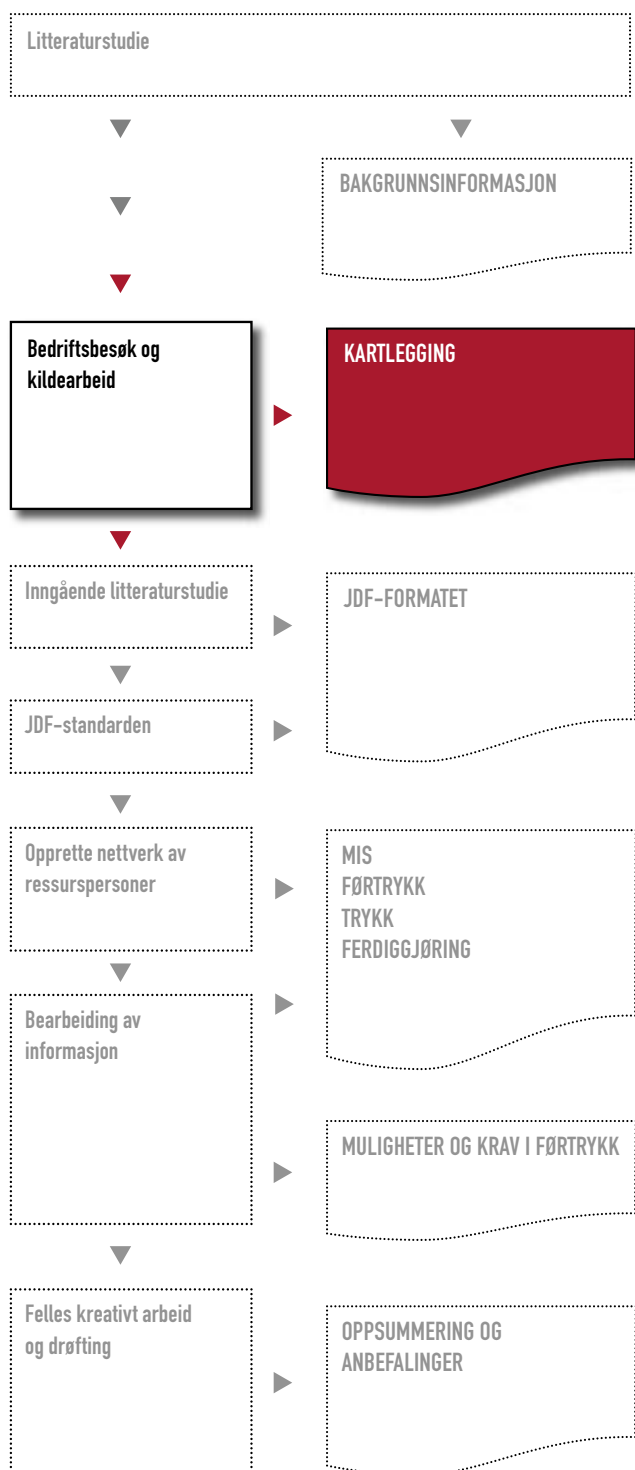 Litteraturstudie
BAKGRUNNSINFORMASJON
Bedriftsbesøk og
kildearbeid
KARTLEGGING
Inngående litteraturstudie
JDF-FORMATET
JDF-standarden
Opprette nettverk av
ressurspersoner
MIS
FØRTRYKK
TRYKK
FERDIGGJØRING
Bearbeiding av
informasjon
MULIGHETER OG KRAV I FØRTRYKK
Felles kreativt arbeid
og drøfting
OPPSUMMERING OG
ANBEFALINGER